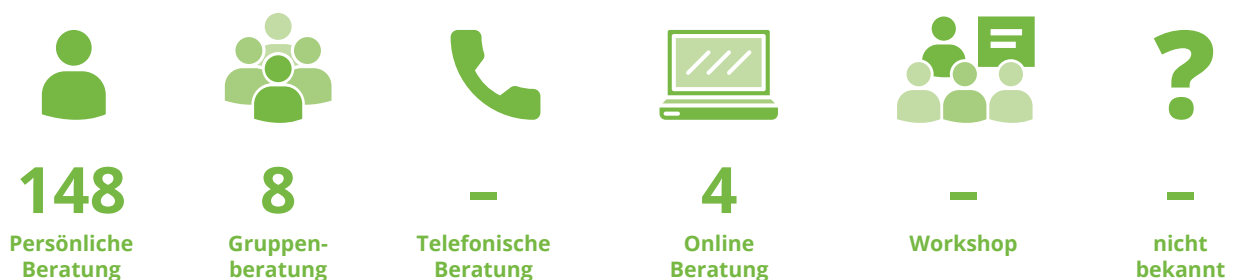 148
Persönliche
Beratung
8
Gruppen-
beratung
–
Telefonische
Beratung
4
Online
Beratung
–
Workshop
–
nicht
bekannt